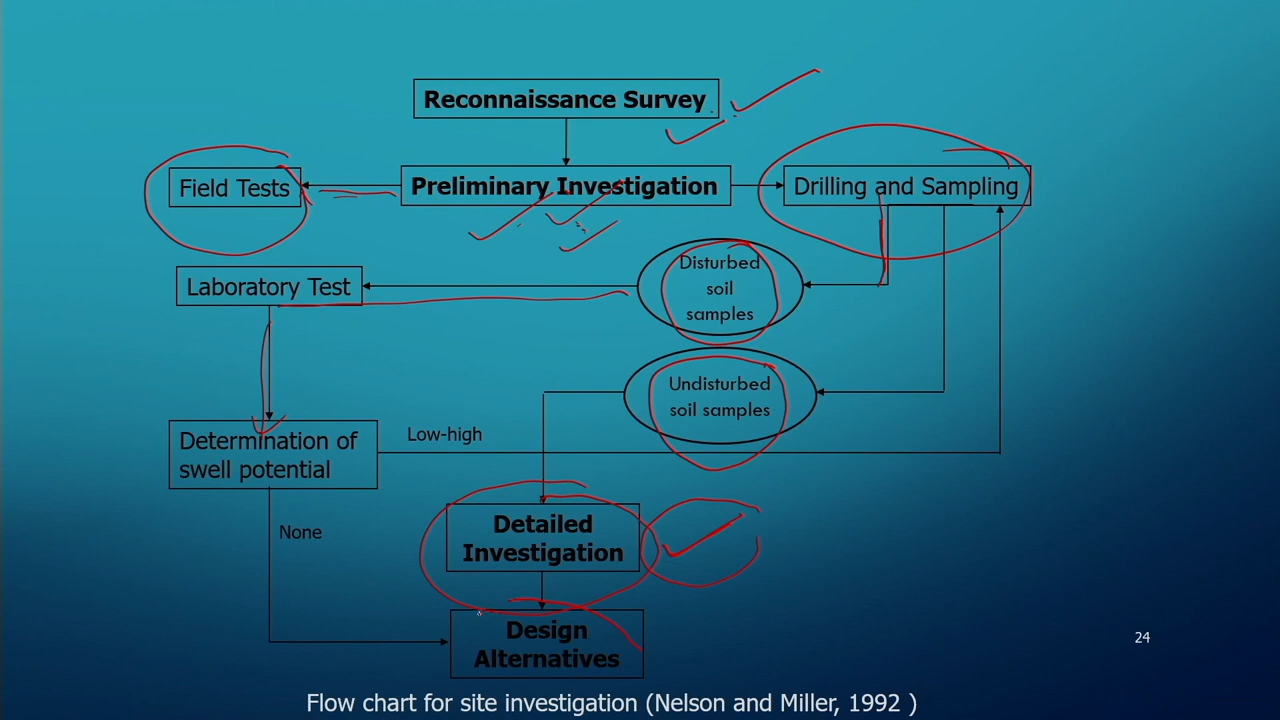 Reconnaissance Survey
Field Tests
Preliminary Investigation
Drilling and Sampling
Laboratory Test
Disturbed
soil
samples
Undisturbed
soil samples
Determination of
swell potential
Low-high
None
Detailed
Investigation
Design
Alternatives
24
Flow chart for site investigation (Nelson and Miller, 1992 )